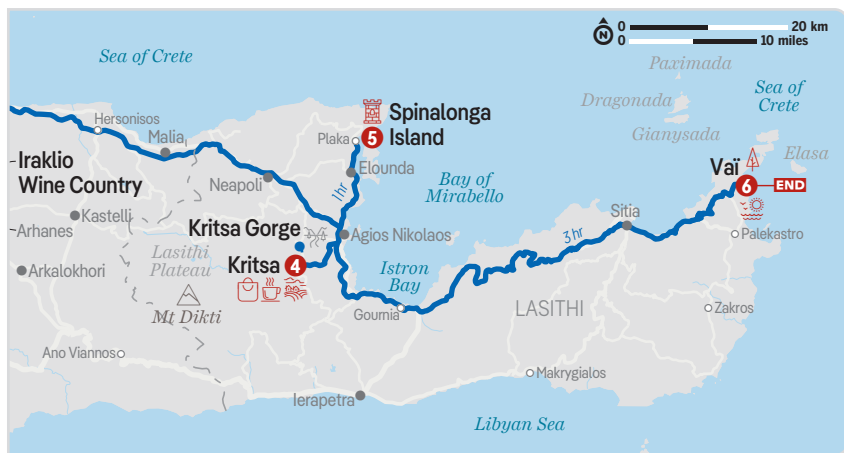 0 20 km
N
0 10 miles
Sea of Crete
Paximada
Sea of
Crete
Dragonada
Gianysada
Elasa
Hersonisos
Malia
Plaka
5
Spinalonga
Island
Iraklio
Wine Country
Neapoli
Elounda
1hr
Bay of
Mirabello
Vaï
6
END
Kastelli
Arhanes
Kritsa Gorge
Agios Nikolaos
Sitia
3 hr
Palekastro
Lasithi
Plateau
Kritsa
4
Arkalokhori
Istron
Bay
Mt Dikti
Gournia
LASITHI
Zakros
Ano Viannos
Makrygialos
Ierapetra
Libyan Sea